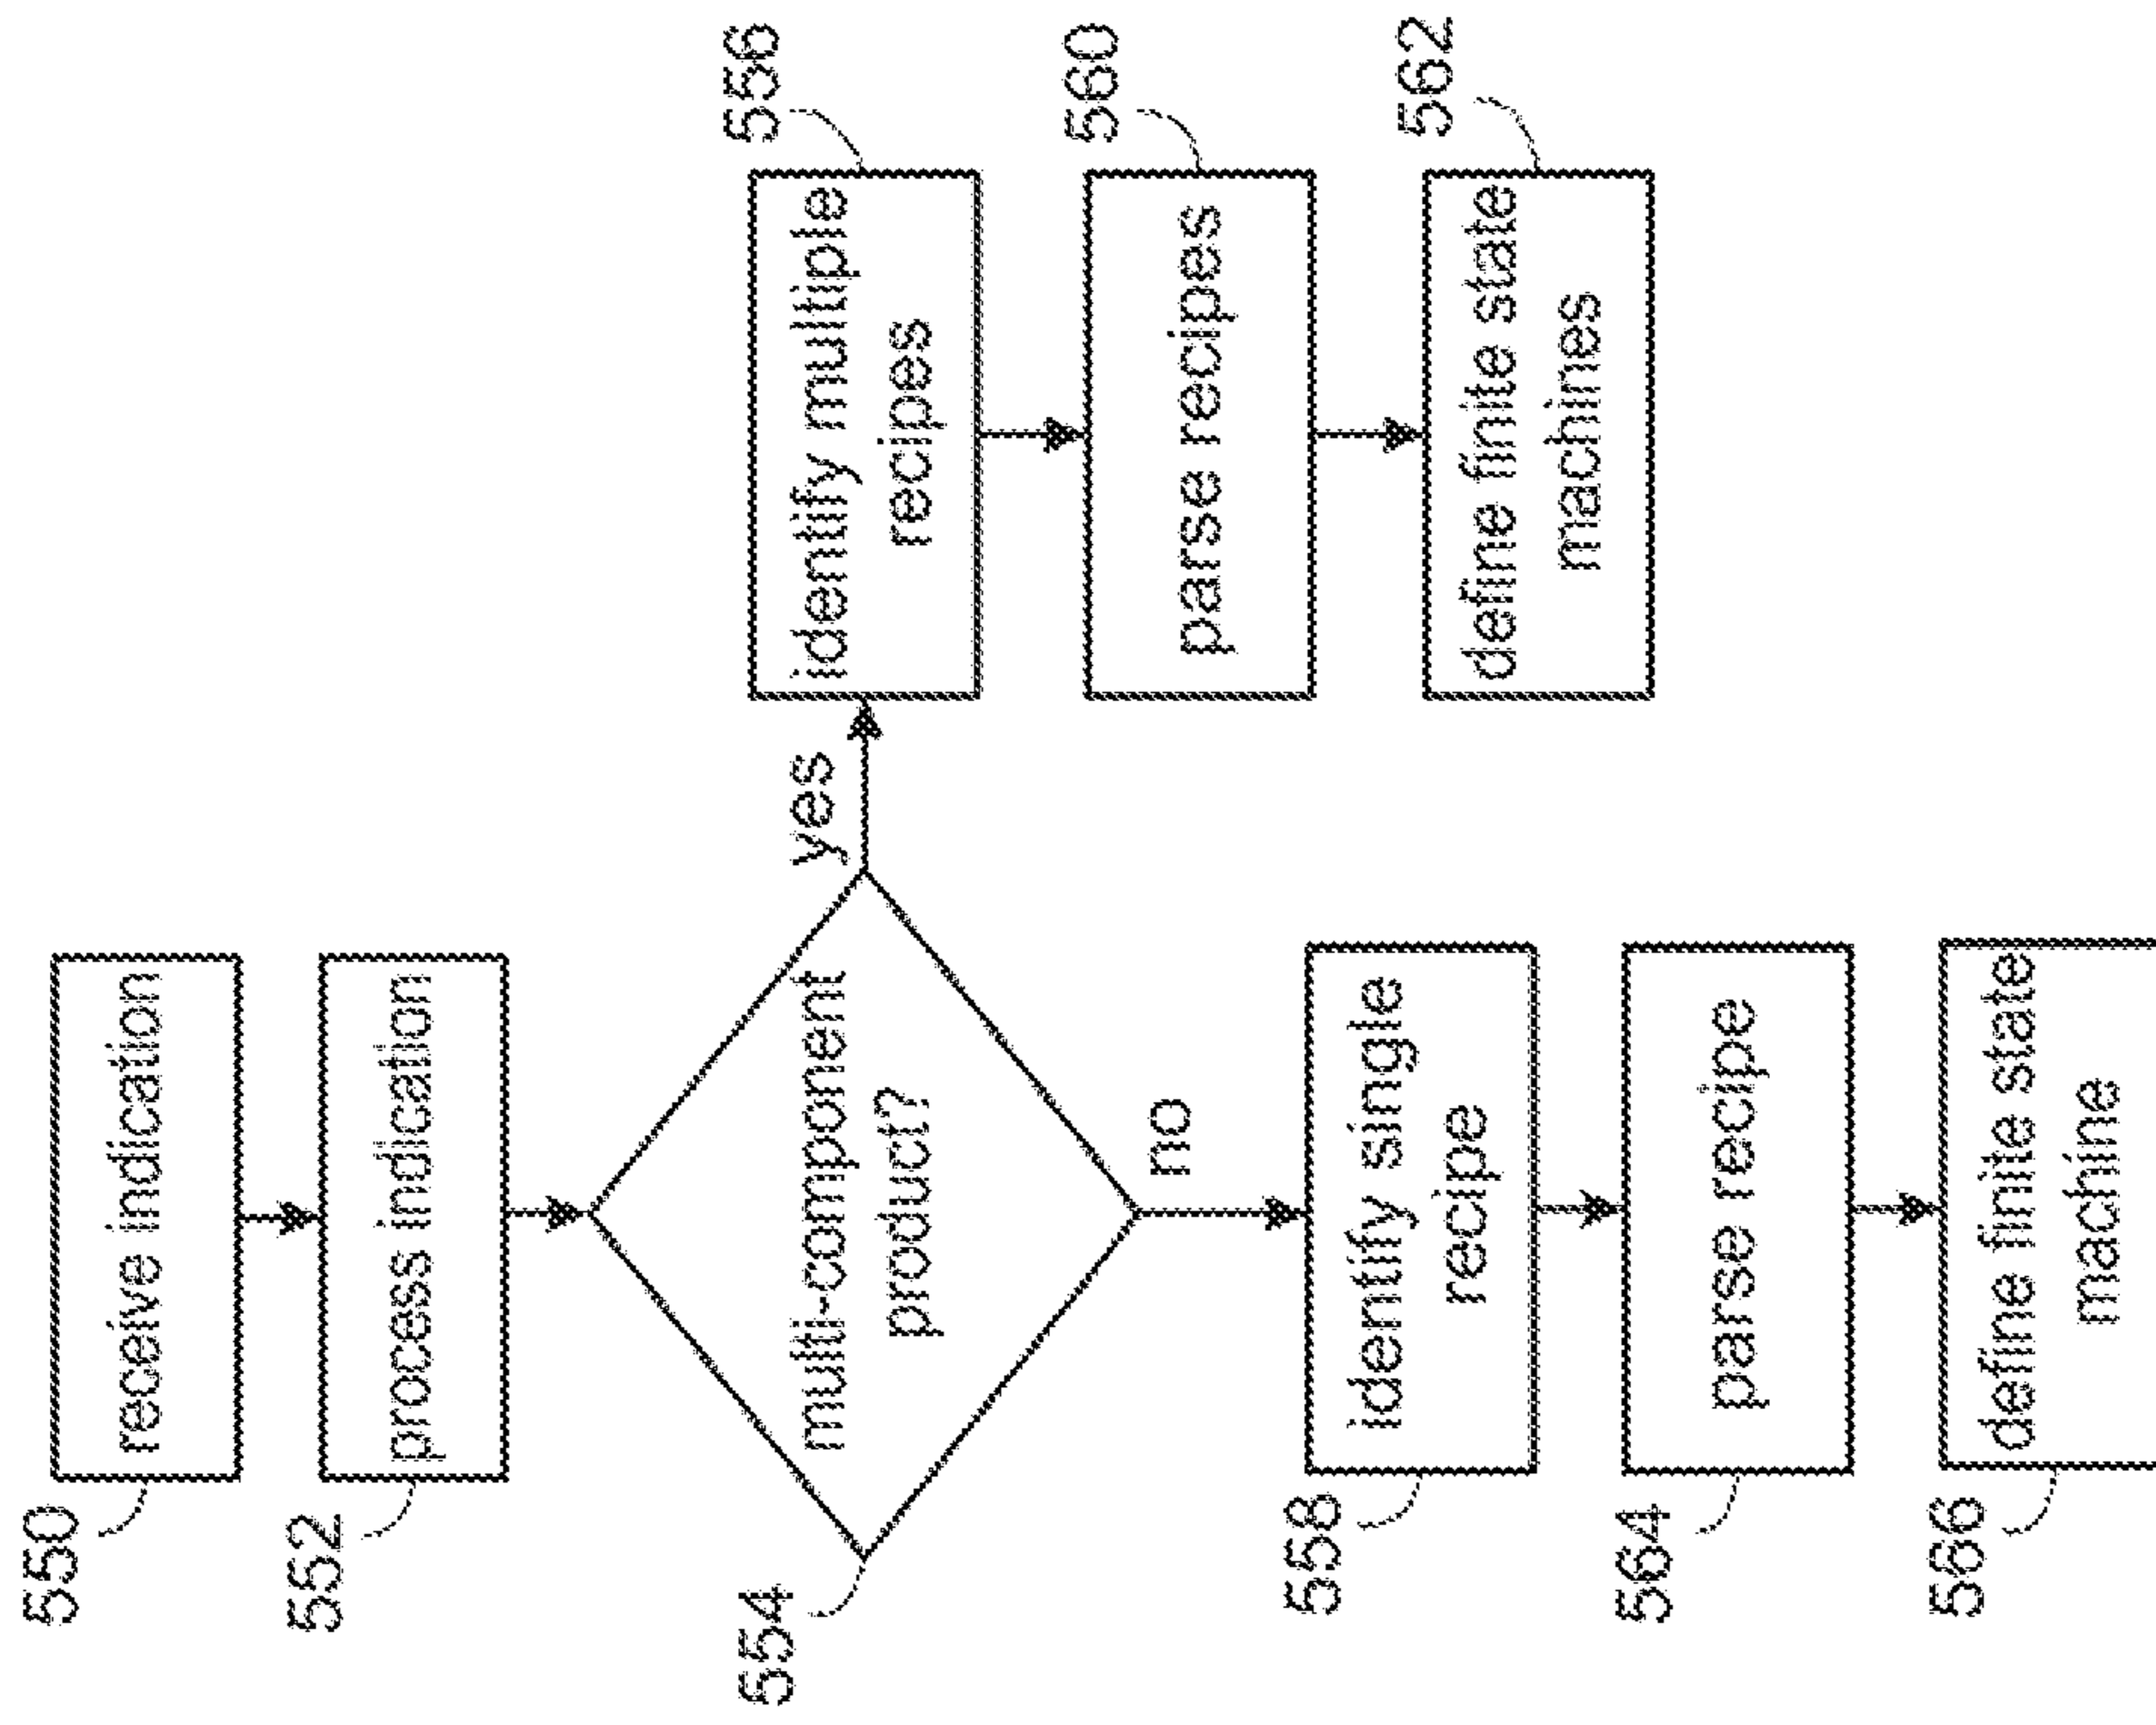 550
receive indication
552
process indication
554
multi-component
product?
yes
556
identify multiple
recipes
560
parse recipes
562
define finite state
machines
no
558
identify single
recipe
564
parse recipe
566
define finite state
machine